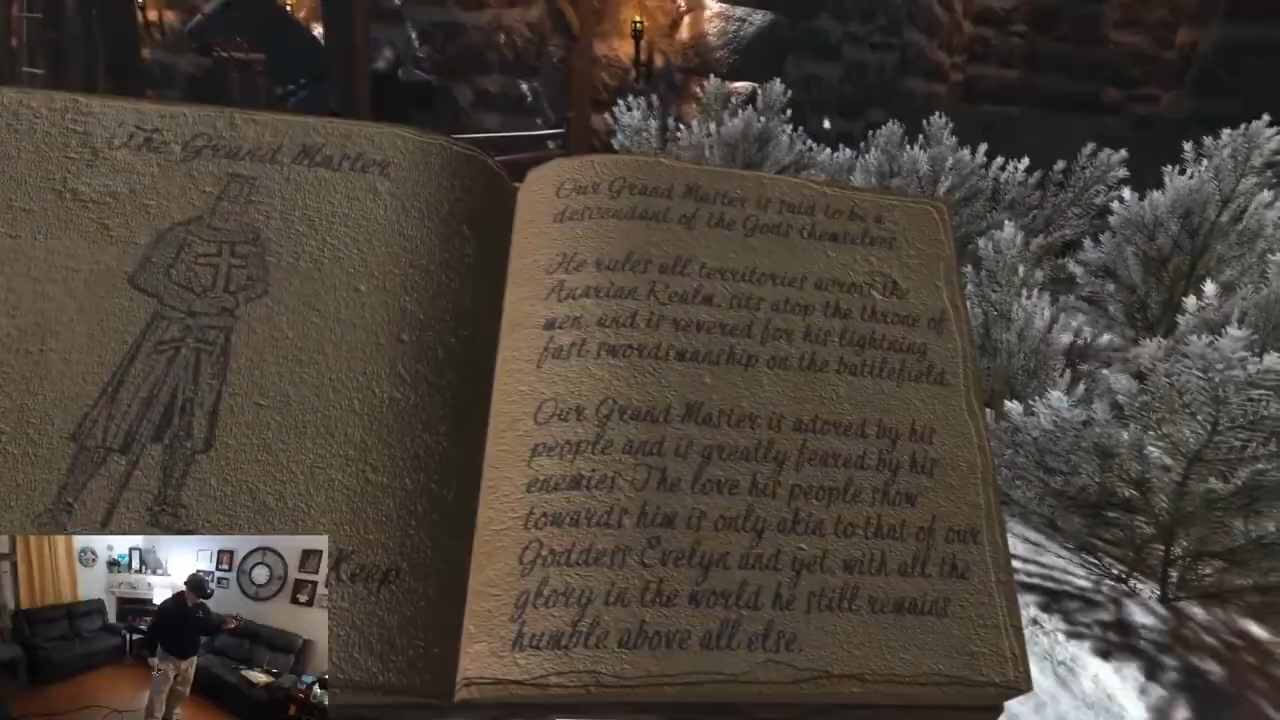 The Grand Master
Keep
Our Grand Master is said to be a
descendant of the Gods themselves.
He rules all territories across the
Anarian Realm, sits atop the throne of
men, and is revered for his lightning
fast swordsmanship on the battlefield.
Our Grand Master is adored by his
people and is greatly feared by his
enemies. The love his people show
towards him is only akin to that of our
Goddess Evelyn and yet, with all the
glory in the world he still remains
humble above all else.